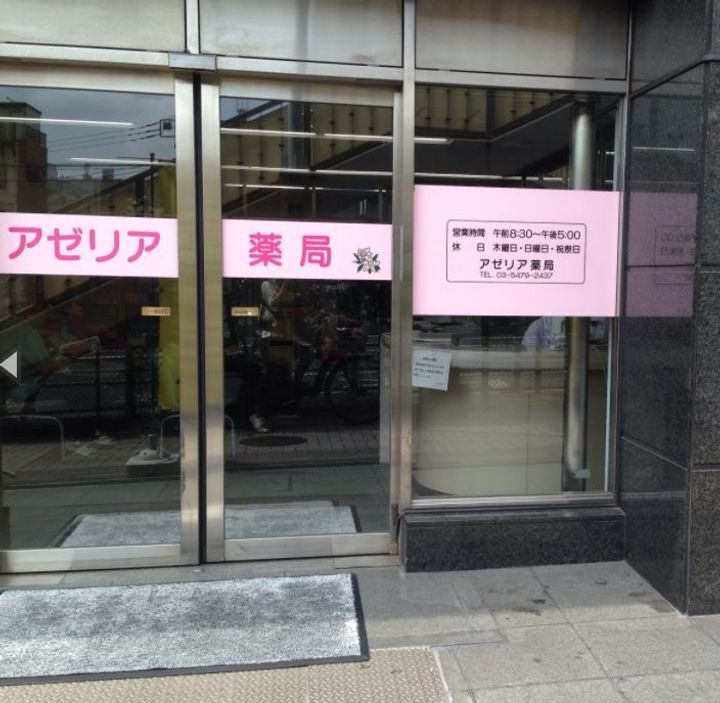 アゼリア 薬局
営業時間 午前8:30～午後5:00
休 日 木曜日・日曜日・祝祭日
アゼリア薬局
TEL. 03-5479-2437